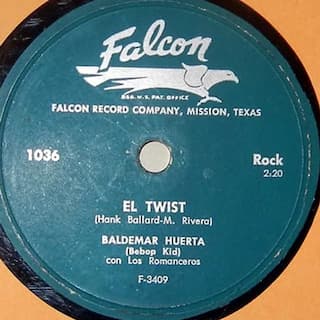 Falcon
REG. U. S. PAT. OFFICE
FALCON RECORD COMPANY, MISSION, TEXAS
1036
Rock
2:20
EL TWIST
(Hank Ballard-M. Rivera)
BALDEMAR HUERTA
(Bebop Kid)
con Los Romanceros
F-3409